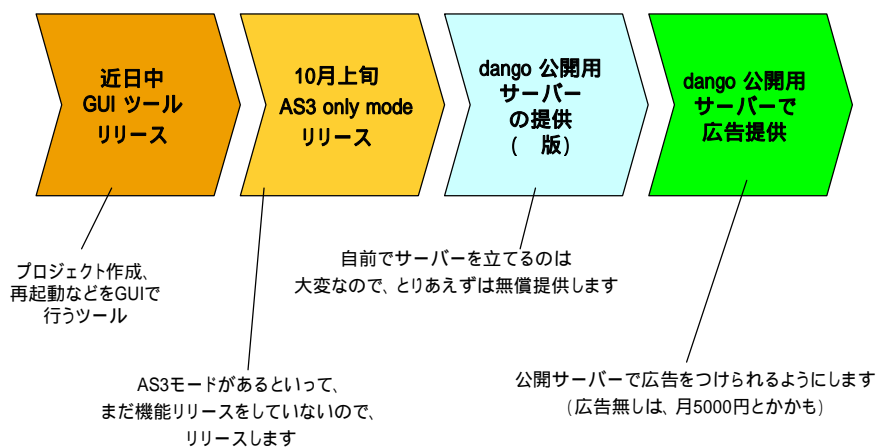 近日中
GUI ツール
リリース
10月上旬
AS3 only mode
リリース
dango 公開用
サーバー
の提供
(　版)
dango 公開用
サーバーで
広告提供
プロジェクト作成、
再起動などをGUIで
行うツール
AS3モードがあるといって、
まだ機能リリースをしていないので、
リリースします
自前でサーバーを立てるのは
大変なので、とりあえずは無償提供します
公開サーバーで広告をつけられるようにします
(広告無しは、月5000円とかかも)